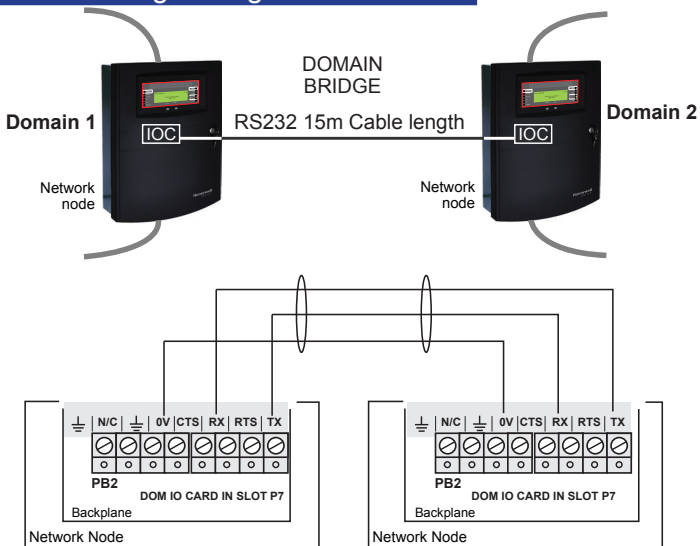 DOMAIN
BRIDGE
Domain 1
Domain 2
IOC
RS232 15m Cable length
IOC
Network
node
Network
node
N/C 0V CTS RX RTS TX
N/C 0V CTS RX RTS TX
PB2
DOM IO CARD IN SLOT P7
PB2
DOM IO CARD IN SLOT P7
Backplane
Backplane
Network Node
Network Node